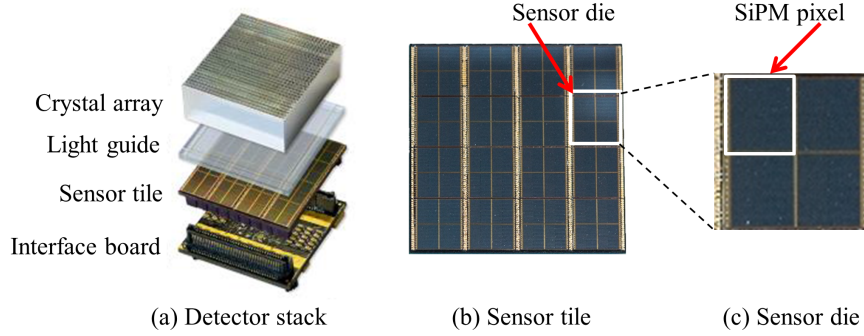 Sensor die
SiPM pixel
Crystal array
Light guide
Sensor tile
Interface board
(a) Detector stack
(b) Sensor tile
(c) Sensor die